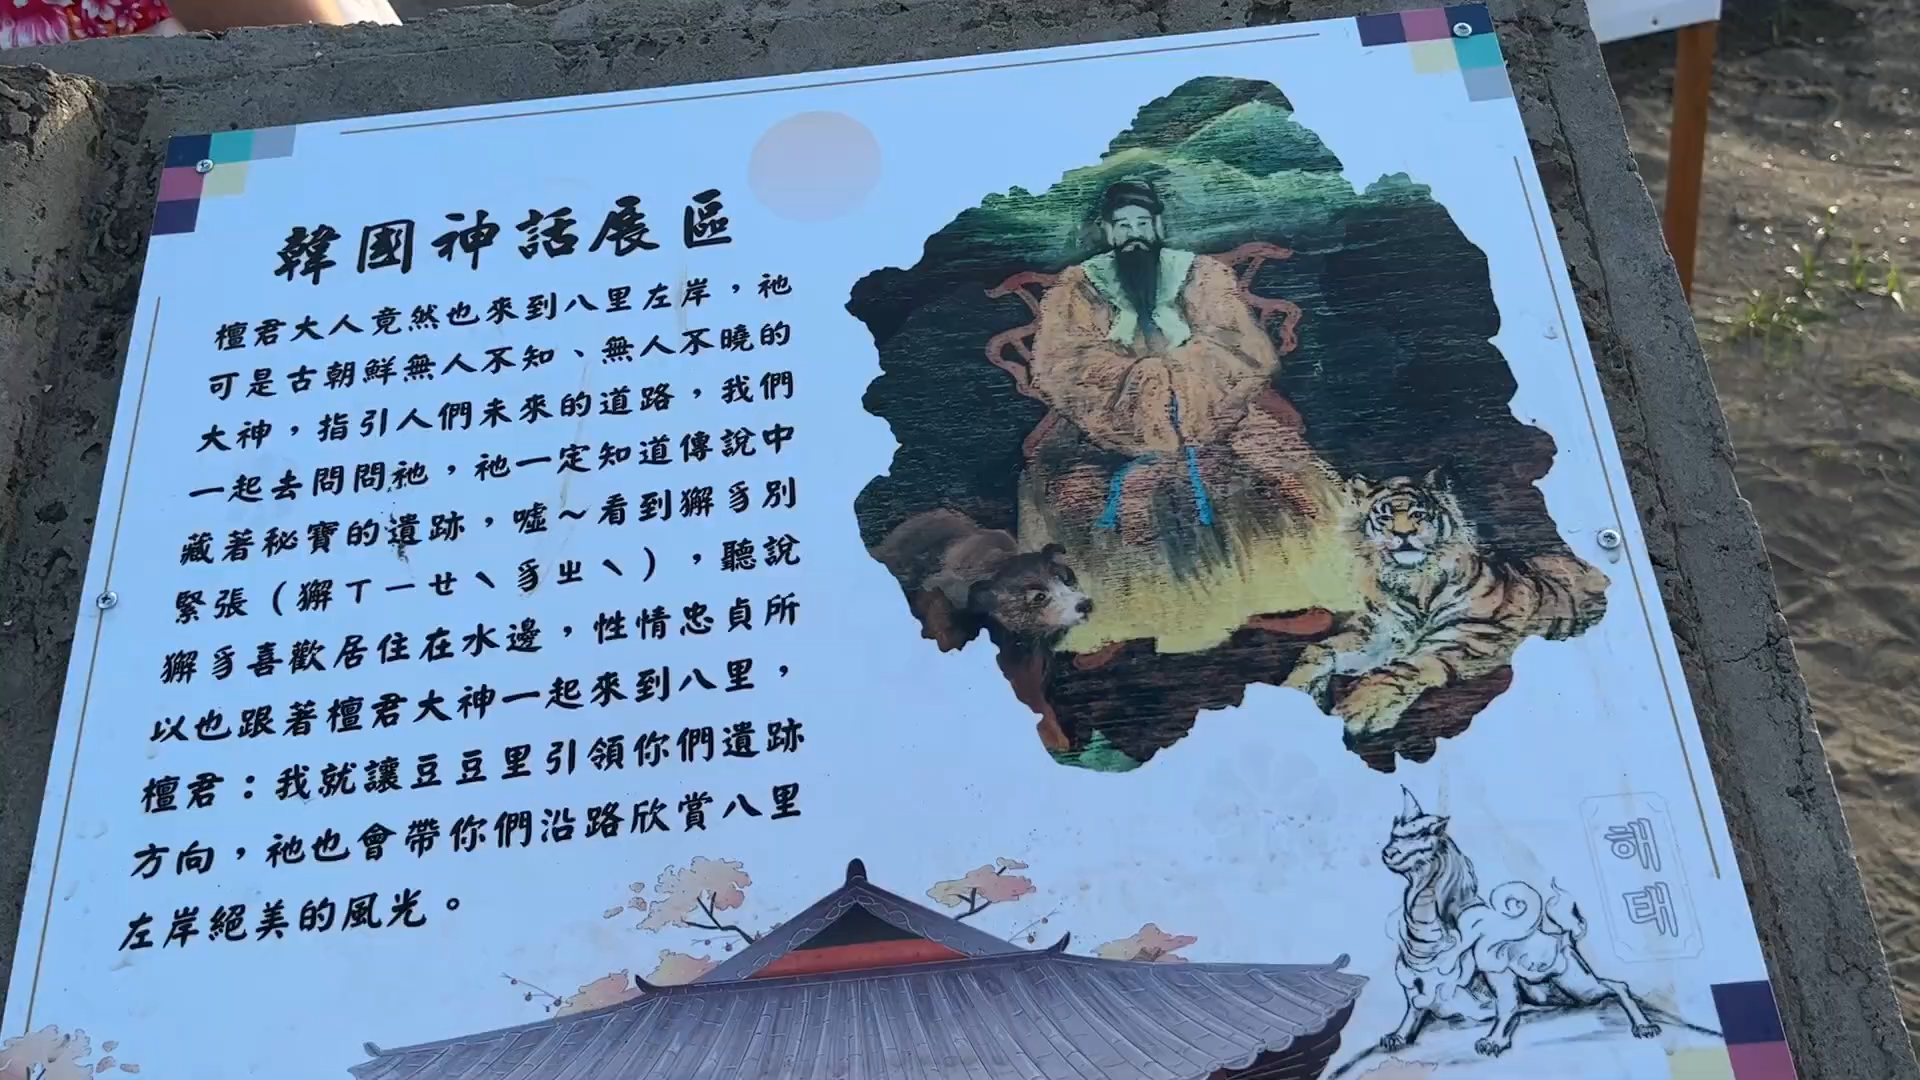 韓國神話展區
檀君大人竟然也來到八里左岸，祂
可是古朝鮮無人不知、無人不曉的
大神，指引人們未來的道路，我們
一起去問問祂，祂一定知道傳說中
藏著秘寶的遺跡，噓～看到獬豸別
緊張（獬ㄒㄧㄝˋ豸ㄓˋ），聽說
獬豸喜歡居住在水邊，性情忠貞所
以也跟著檀君大神一起來到八里，
檀君：我就讓豆豆里引領你們遺跡
方向，祂也會帶你們沿路欣賞八里
左岸絕美的風光。
해태